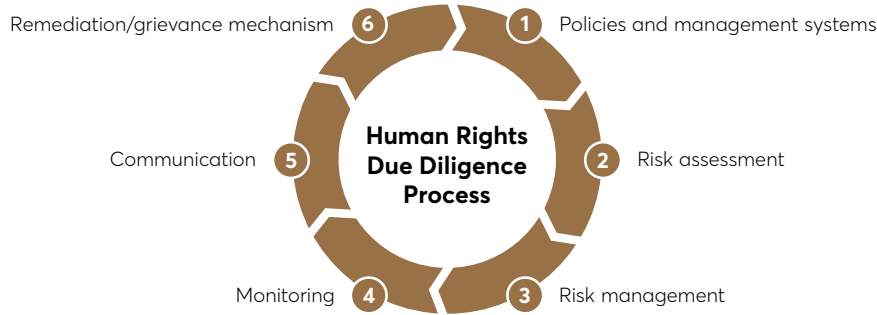 Human Rights
Due Diligence
Process
1 Policies and management systems
2 Risk assessment
3 Risk management
4 Monitoring
5 Communication
6 Remediation/grievance mechanism